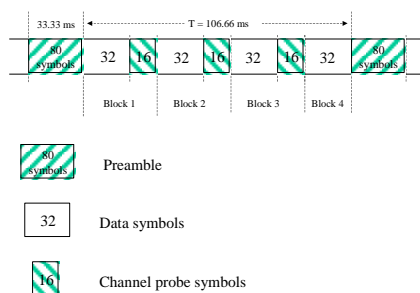 33.33 ms
T = 106.66 ms
80 symbols
32
16
32
16
32
16
32
80 symbols
Block 1
Block 2
Block 3
Block 4
80 symbols
Preamble
32
Data symbols
16
Channel probe symbols